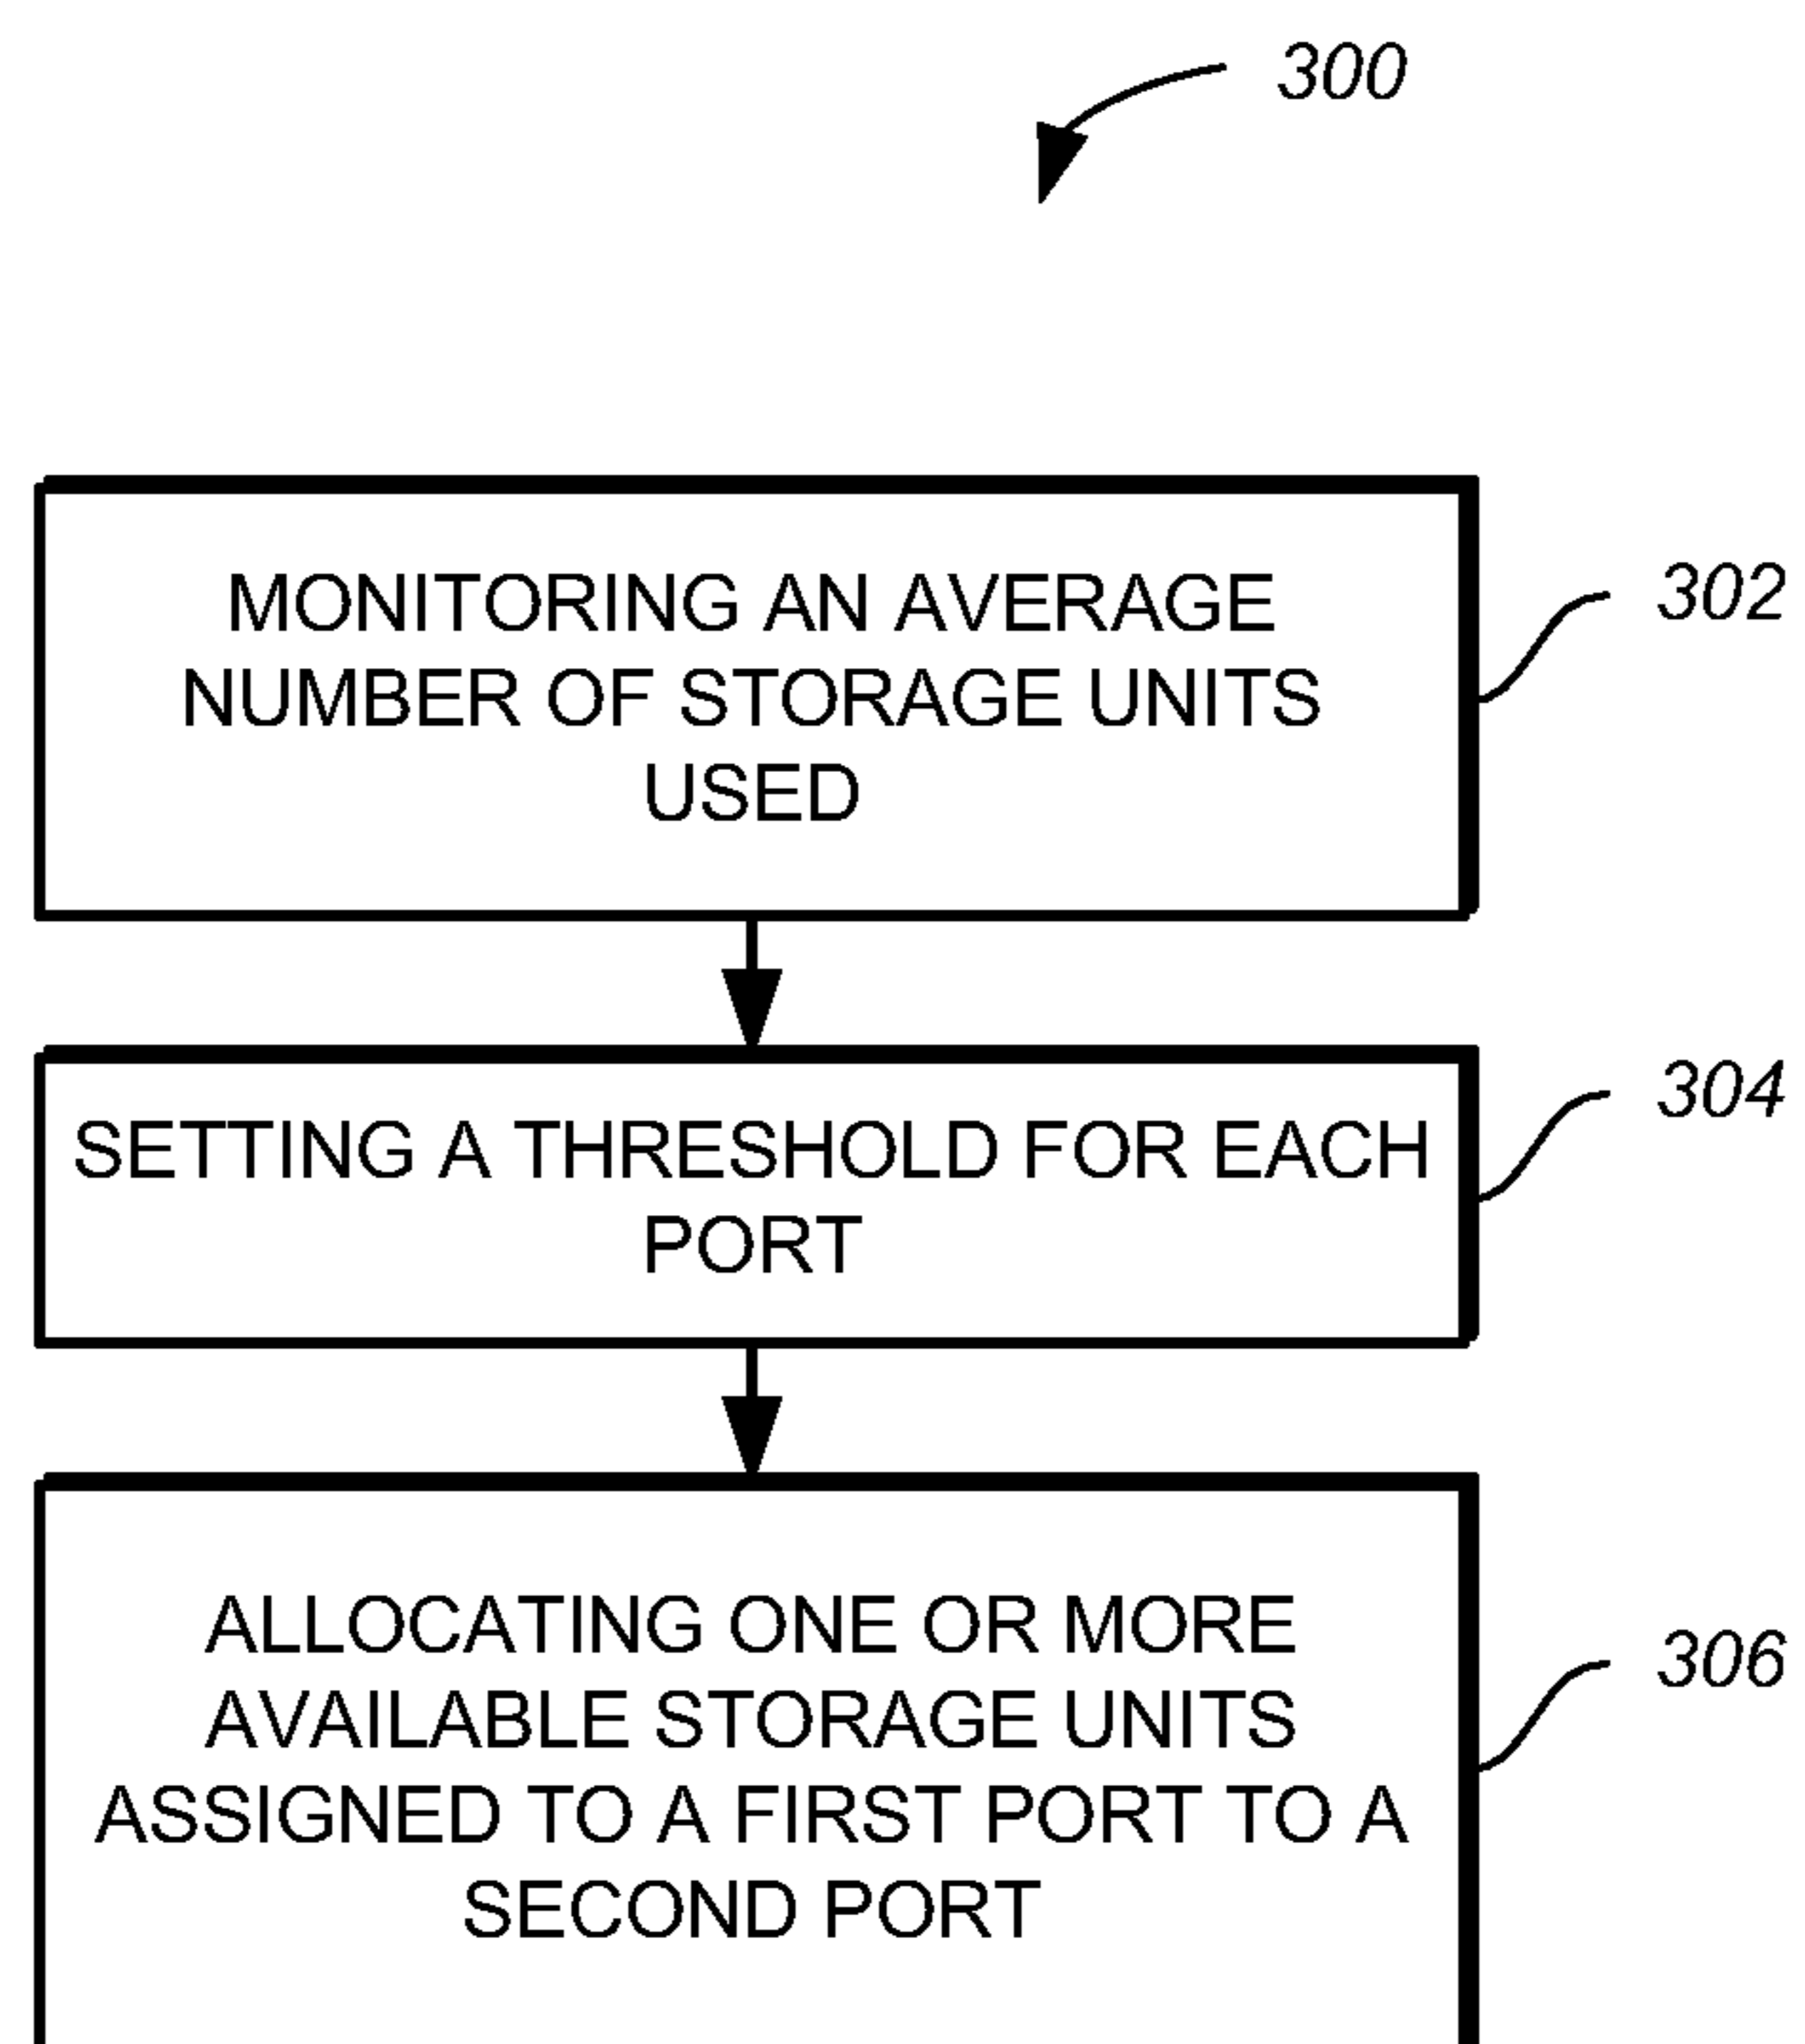 300
MONITORING AN AVERAGE
NUMBER OF STORAGE UNITS
USED
302
SETTING A THRESHOLD FOR EACH
PORT
304
ALLOCATING ONE OR MORE
AVAILABLE STORAGE UNITS
ASSIGNED TO A FIRST PORT TO A
SECOND PORT
306